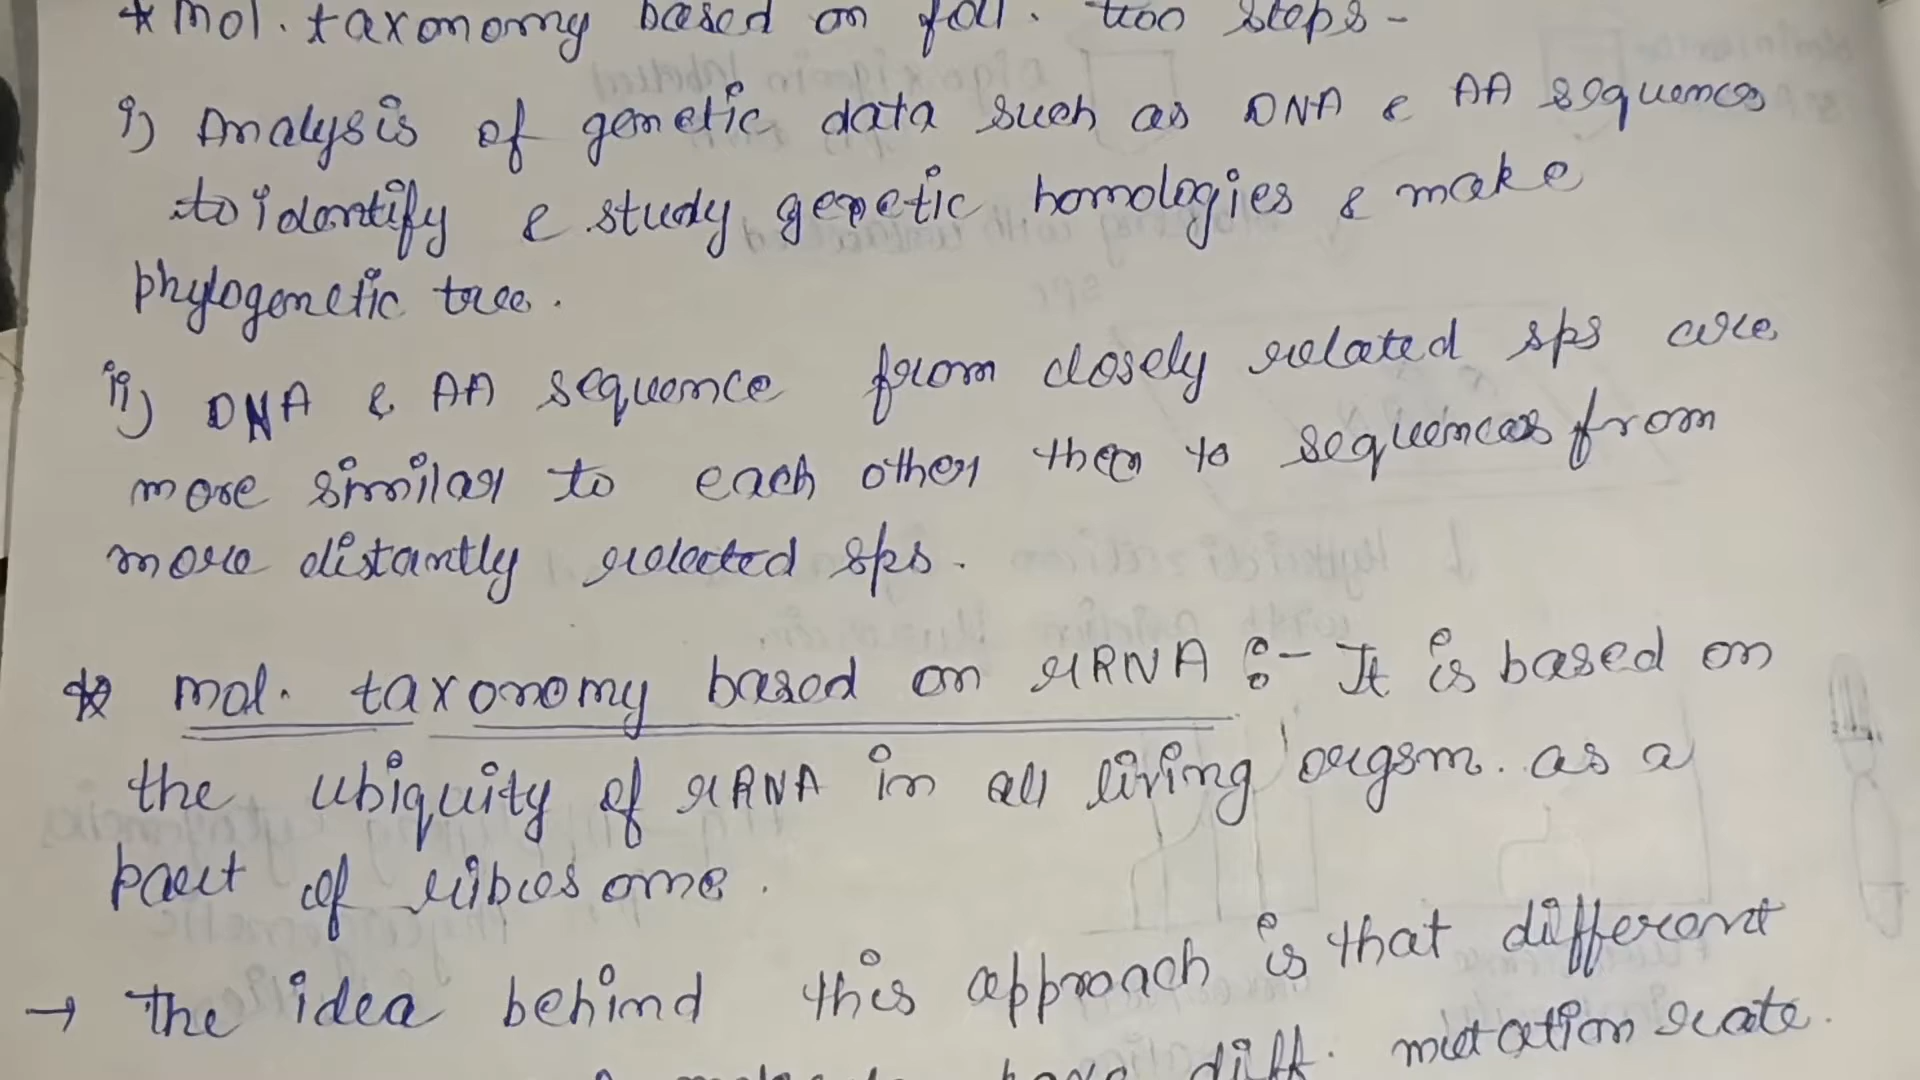 * Mol. taxonomy based on foll. two steps -
i) Analysis of genetic data such as DNA & AA sequences
to identify & study genetic homologies & make
phylogenetic tree.
ii) DNA & AA sequence from closely related sps are
more similar to each other then to sequences from
more distantly related sps.
* mol. taxonomy based on rRNA :- It is based on
the ubiquity of rRNA in all living orgsm. as a
part of ribosome.
→ The idea behind this approach is that different
have diff. mutation rate.